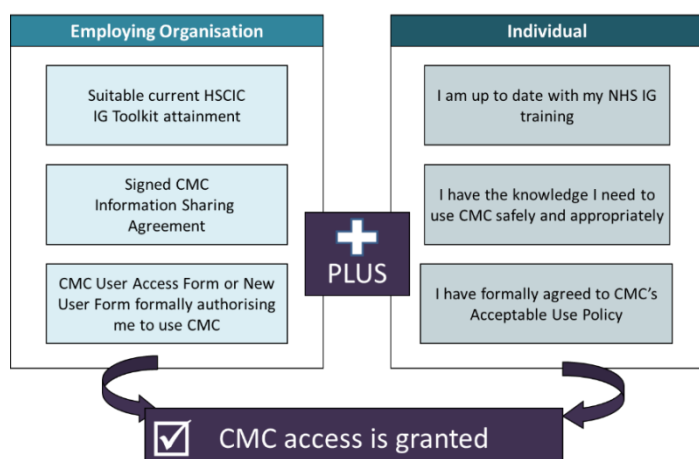 Employing Organisation
Suitable current HSCIC
IG Toolkit attainment
Signed CMC
Information Sharing
Agreement
CMC User Access Form or New
User Form formally authorising
me to use CMC
PLUS
Individual
I am up to date with my NHS IG
training
I have the knowledge I need to
use CMC safely and appropriately
I have formally agreed to CMC's
Acceptable Use Policy
CMC access is granted